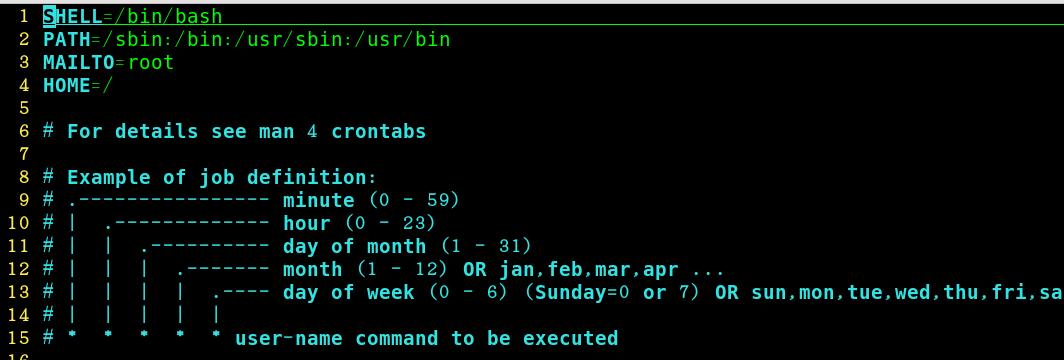 1 SHELL=/bin/bash
2 PATH=/sbin:/bin:/usr/sbin:/usr/bin
3 MAILTO=root
4 HOME=/
5
6 # For details see man 4 crontabs
7
8 # Example of job definition:
9 # .---------------- minute (0 - 59)
10 # |  .------------- hour (0 - 23)
11 # |  |  .---------- day of month (1 - 31)
12 # |  |  |  .------- month (1 - 12) OR jan,feb,mar,apr ...
13 # |  |  |  |  .---- day of week (0 - 6) (Sunday=0 or 7) OR sun,mon,tue,wed,thu,fri,sa
14 # |  |  |  |  |
15 # *  *  *  *  * user-name command to be executed